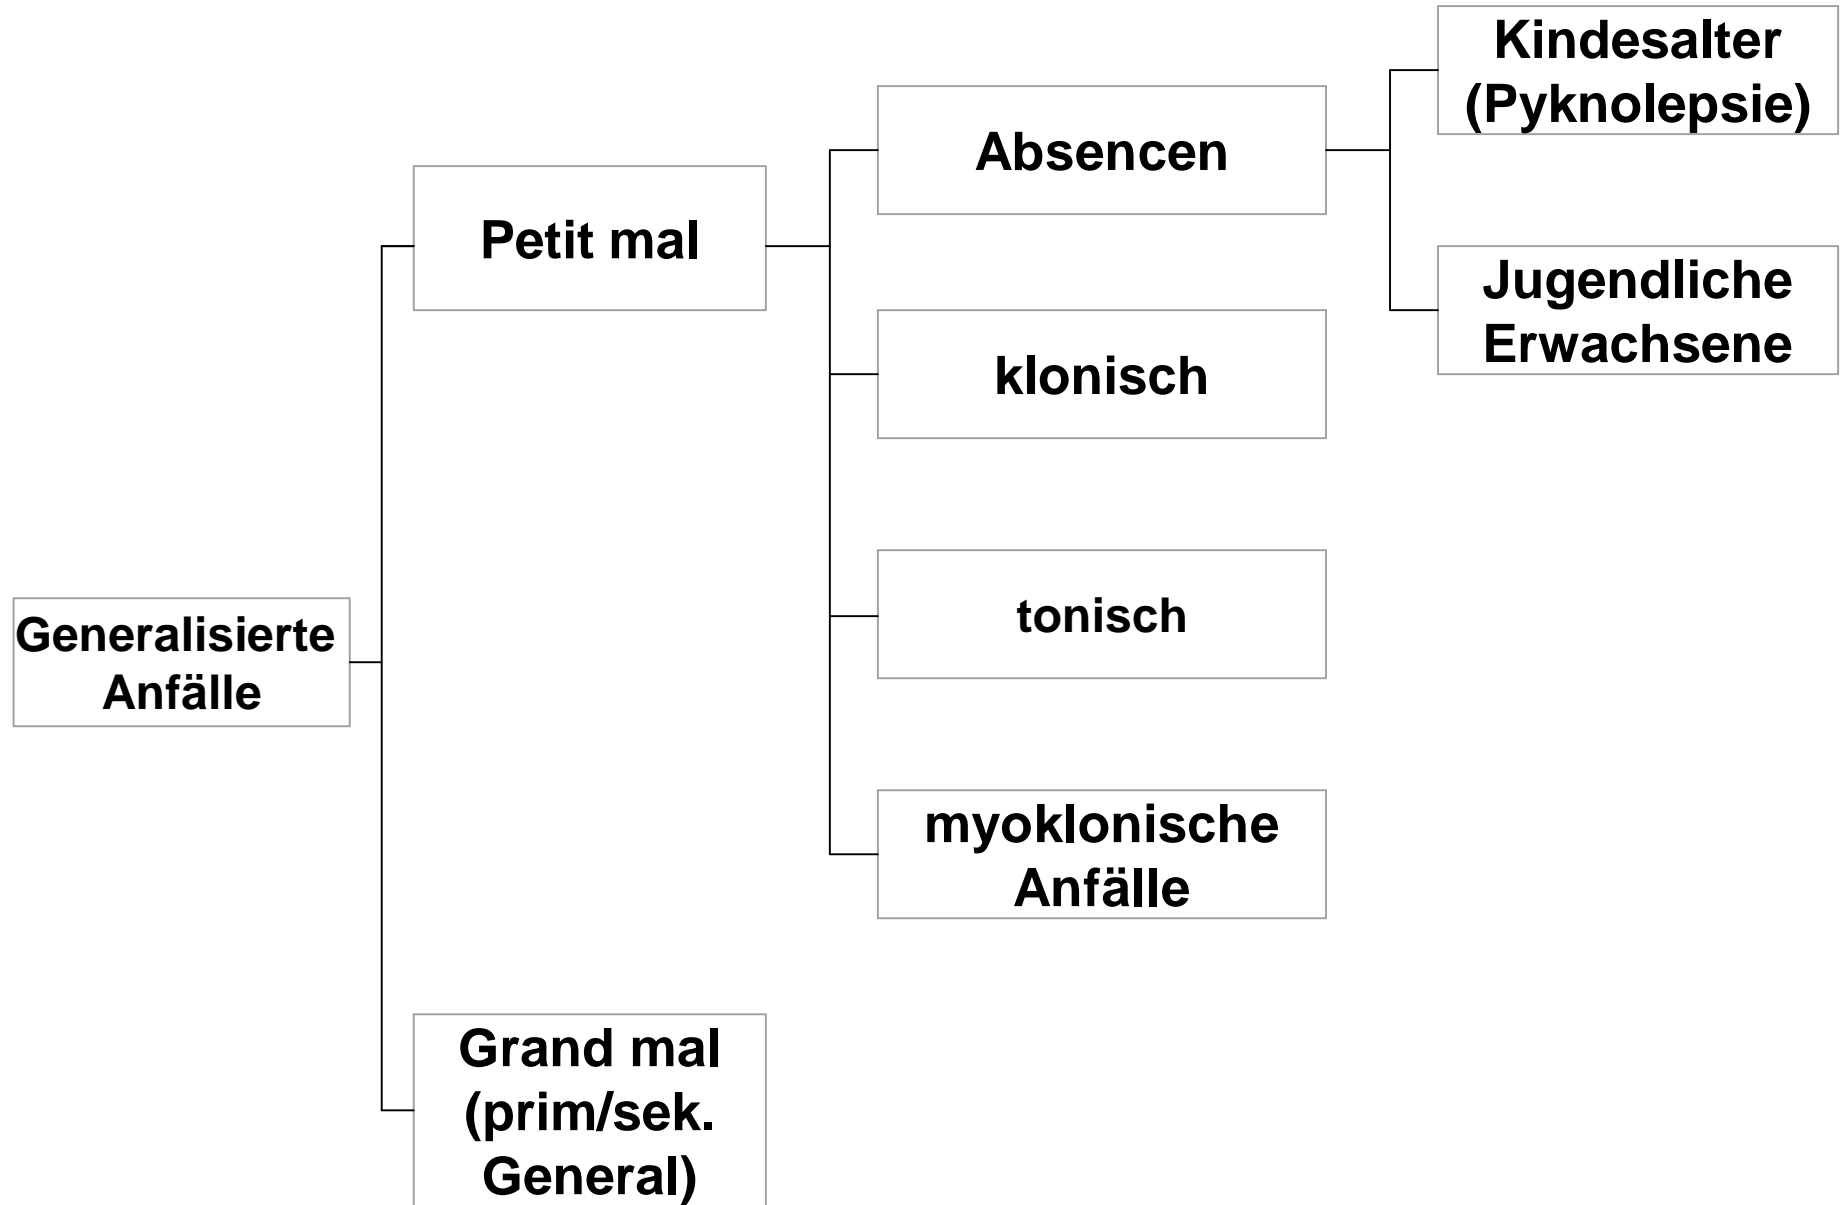 Generalisierte
Anfälle
Petit mal
Grand mal
(prim/sek.
General)
Absencen
klonisch
tonisch
myoklonische
Anfälle
Kindesalter
(Pyknolepsie)
Jugendliche
Erwachsene